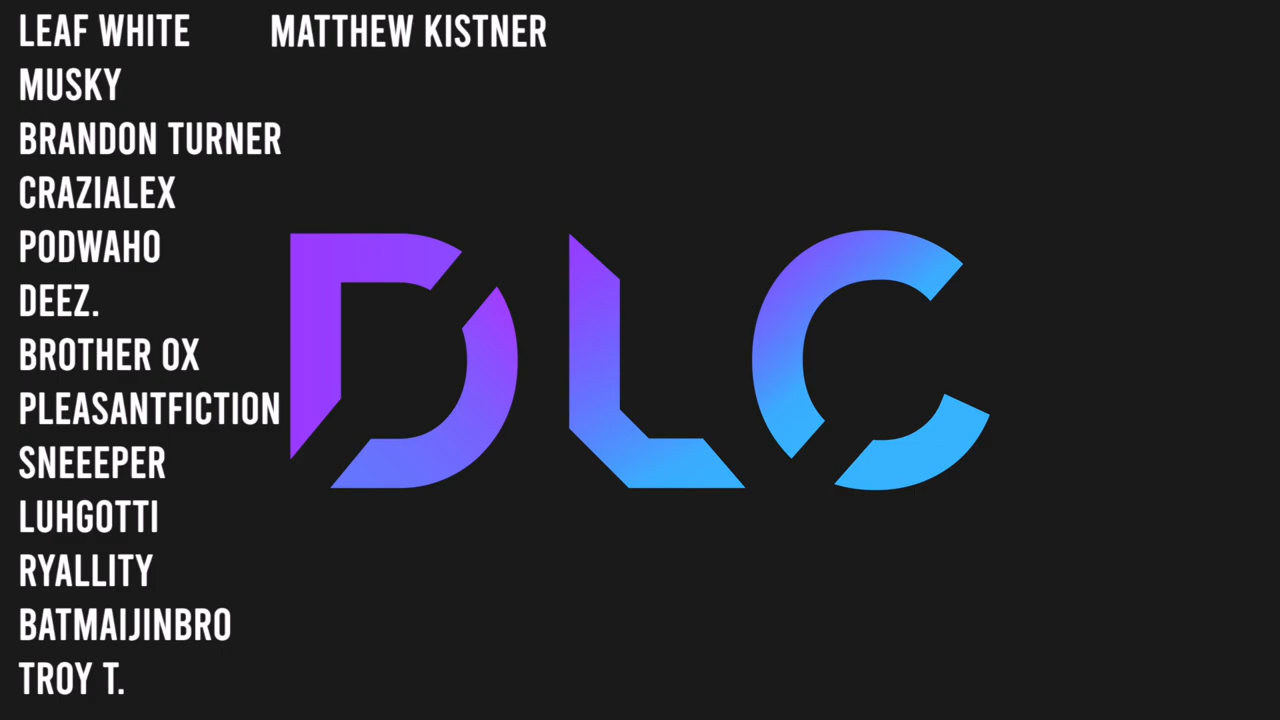 LEAF WHITE
MUSKY
BRANDON TURNER
CRAZIALEX
PODWAHO
DEEZ.
BROTHER OX
PLEASANTFICTION
SNEEEPER
LUHGOTTI
RYALLITY
BATMAIJINBRO
TROY T.
MATTHEW KISTNER
DLC